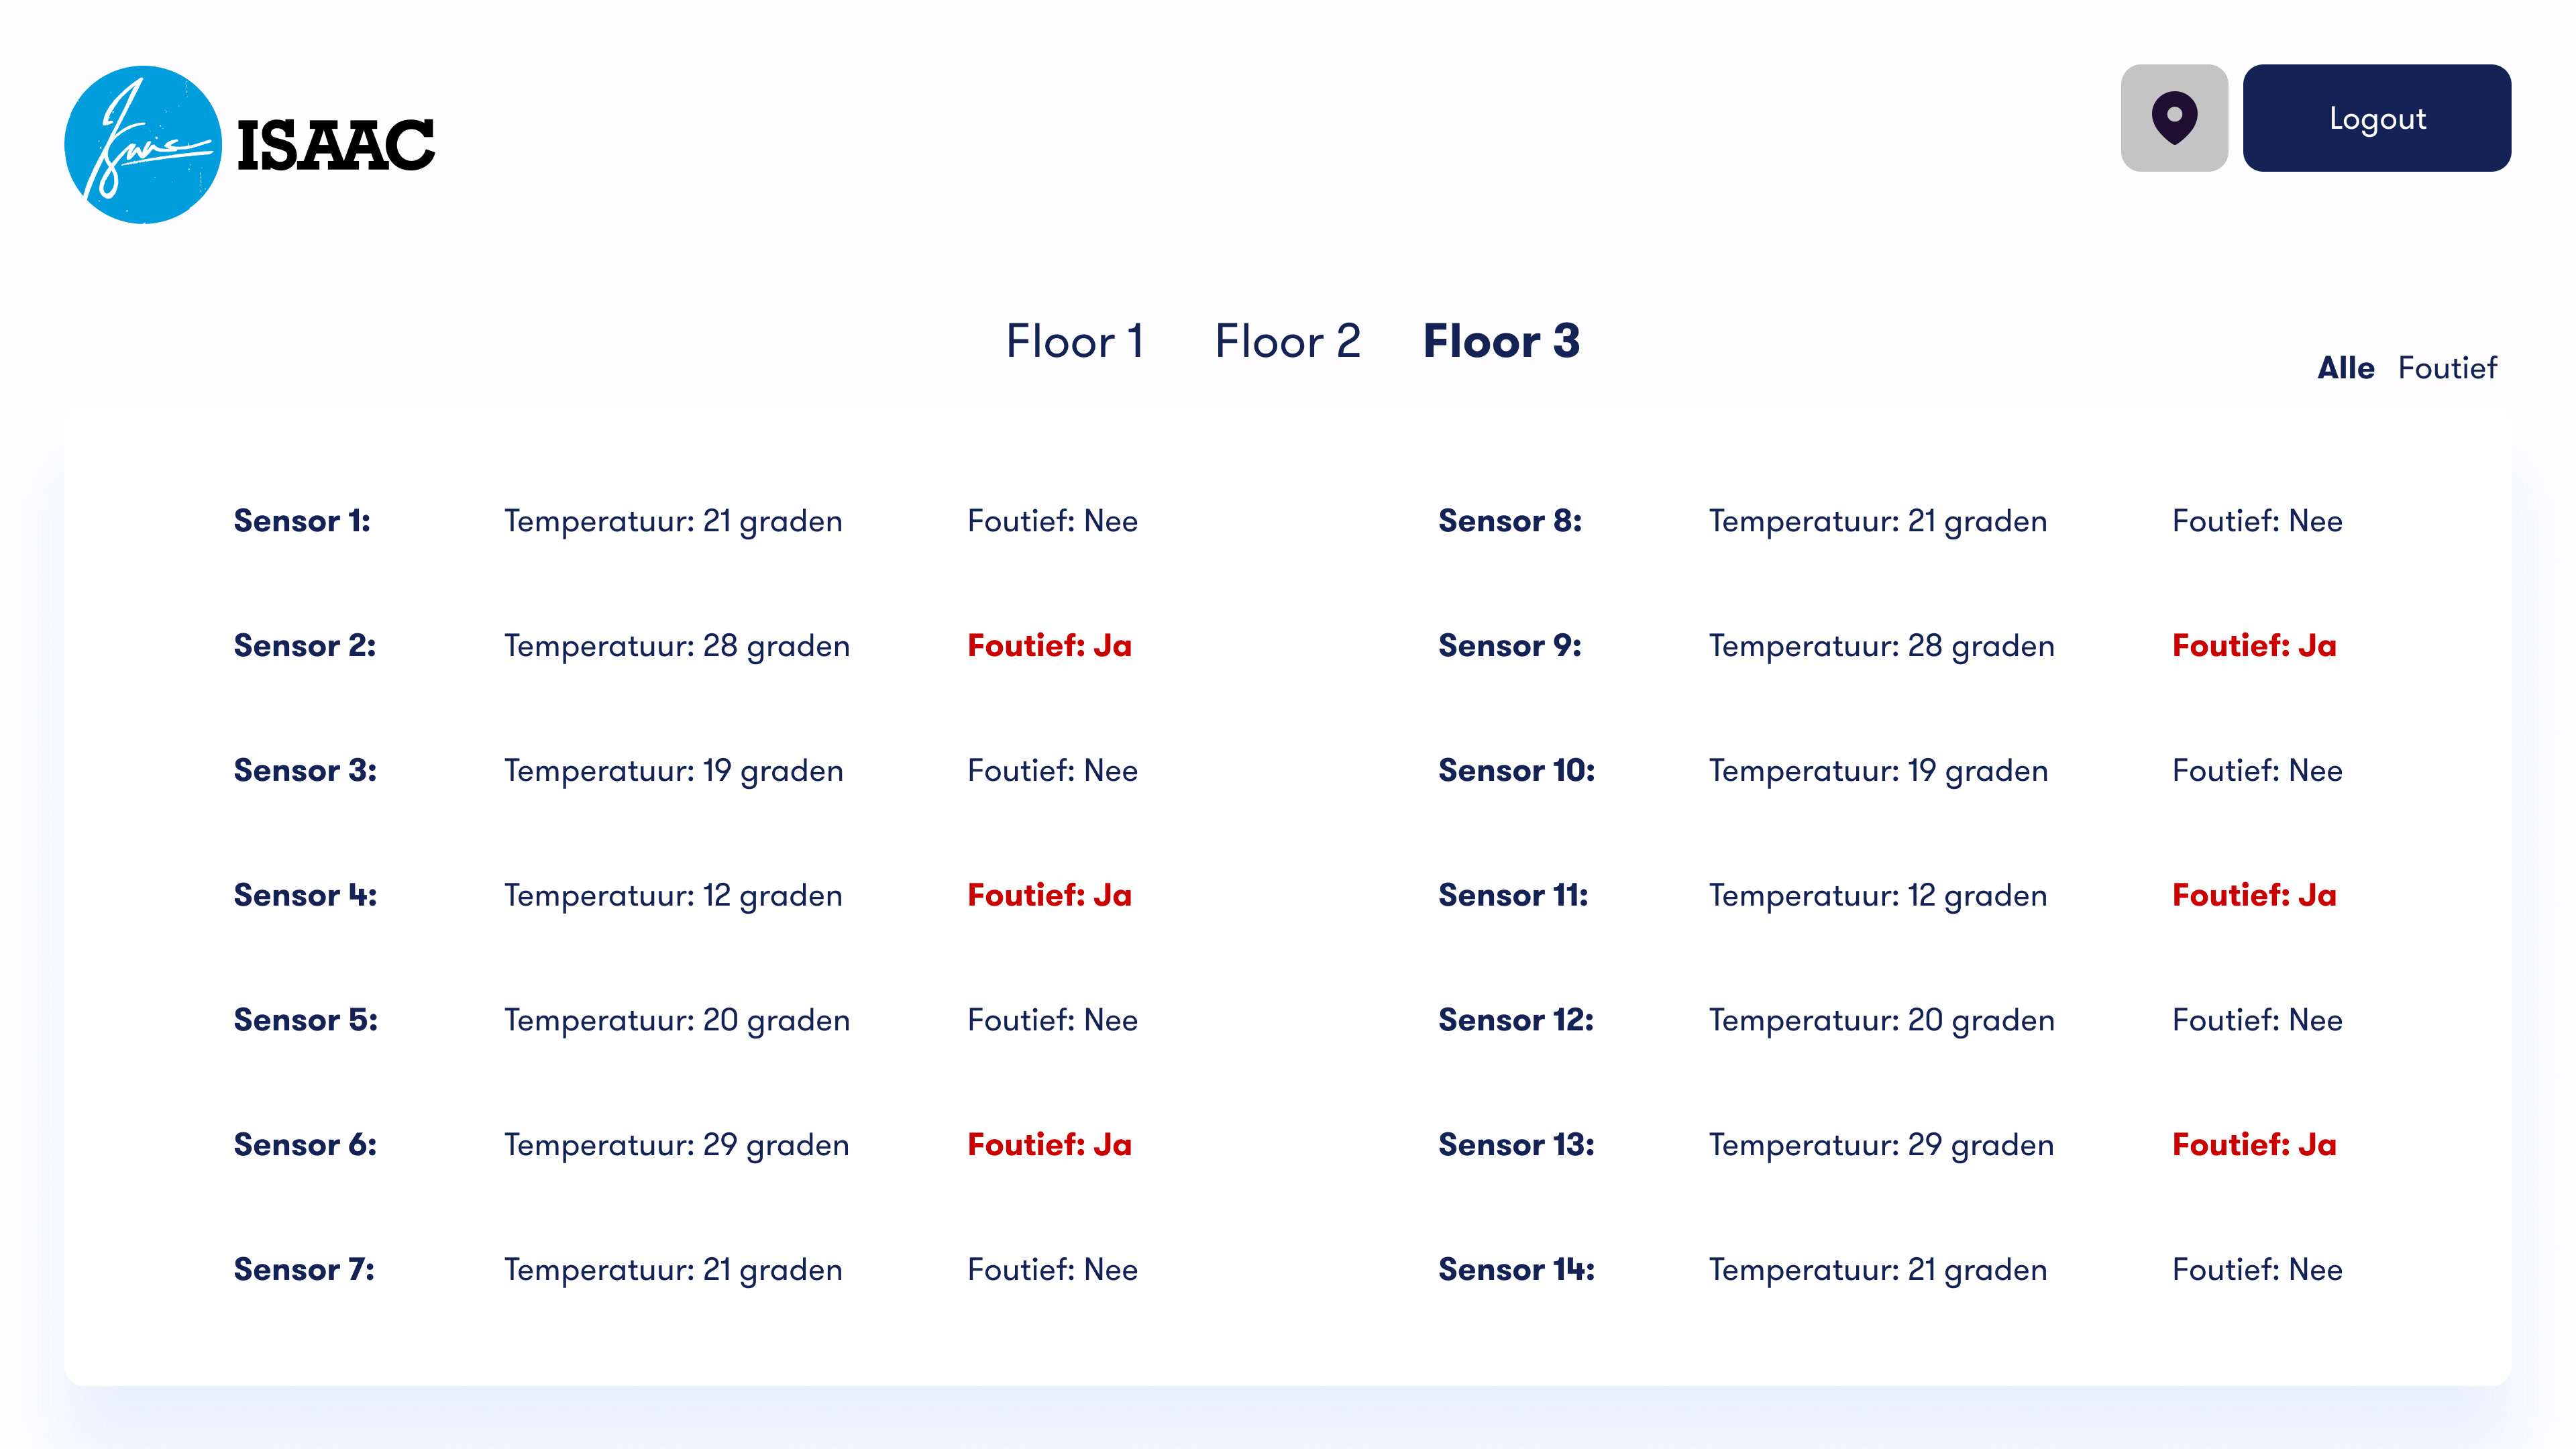 ISAAC
Logout
Floor 1 Floor 2 Floor 3
Alle Foutief
Sensor 1: Temperatuur: 21 graden Foutief: Nee
Sensor 2: Temperatuur: 28 graden Foutief: Ja
Sensor 3: Temperatuur: 19 graden Foutief: Nee
Sensor 4: Temperatuur: 12 graden Foutief: Ja
Sensor 5: Temperatuur: 20 graden Foutief: Nee
Sensor 6: Temperatuur: 29 graden Foutief: Ja
Sensor 7: Temperatuur: 21 graden Foutief: Nee
Sensor 8: Temperatuur: 21 graden Foutief: Nee
Sensor 9: Temperatuur: 28 graden Foutief: Ja
Sensor 10: Temperatuur: 19 graden Foutief: Nee
Sensor 11: Temperatuur: 12 graden Foutief: Ja
Sensor 12: Temperatuur: 20 graden Foutief: Nee
Sensor 13: Temperatuur: 29 graden Foutief: Ja
Sensor 14: Temperatuur: 21 graden Foutief: Nee